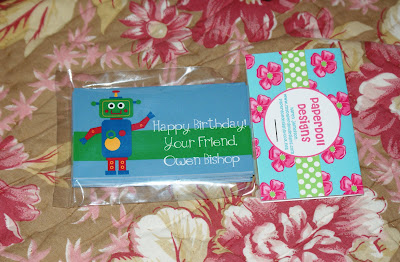 Happy Birthday!
Your Friend,
Owen Bishop
PAPERDOLL
DESIGNS